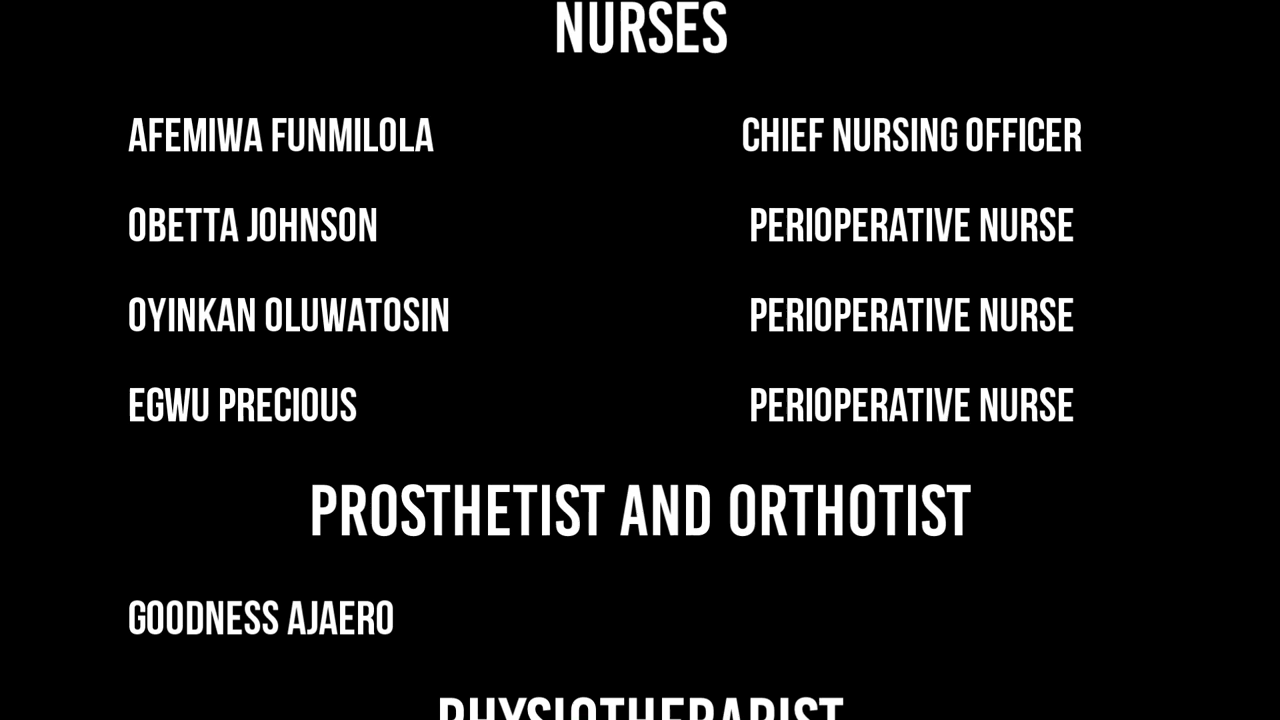 NURSES
AFEMIWA FUNMILOLA CHIEF NURSING OFFICER
OBETTA JOHNSON PERIOPERATIVE NURSE
OYINKAN OLUWATOSIN PERIOPERATIVE NURSE
EGWU PRECIOUS PERIOPERATIVE NURSE
PROSTHETIST AND ORTHOTIST
GOODNESS AJAERO
PHYSIOTHERAPIST